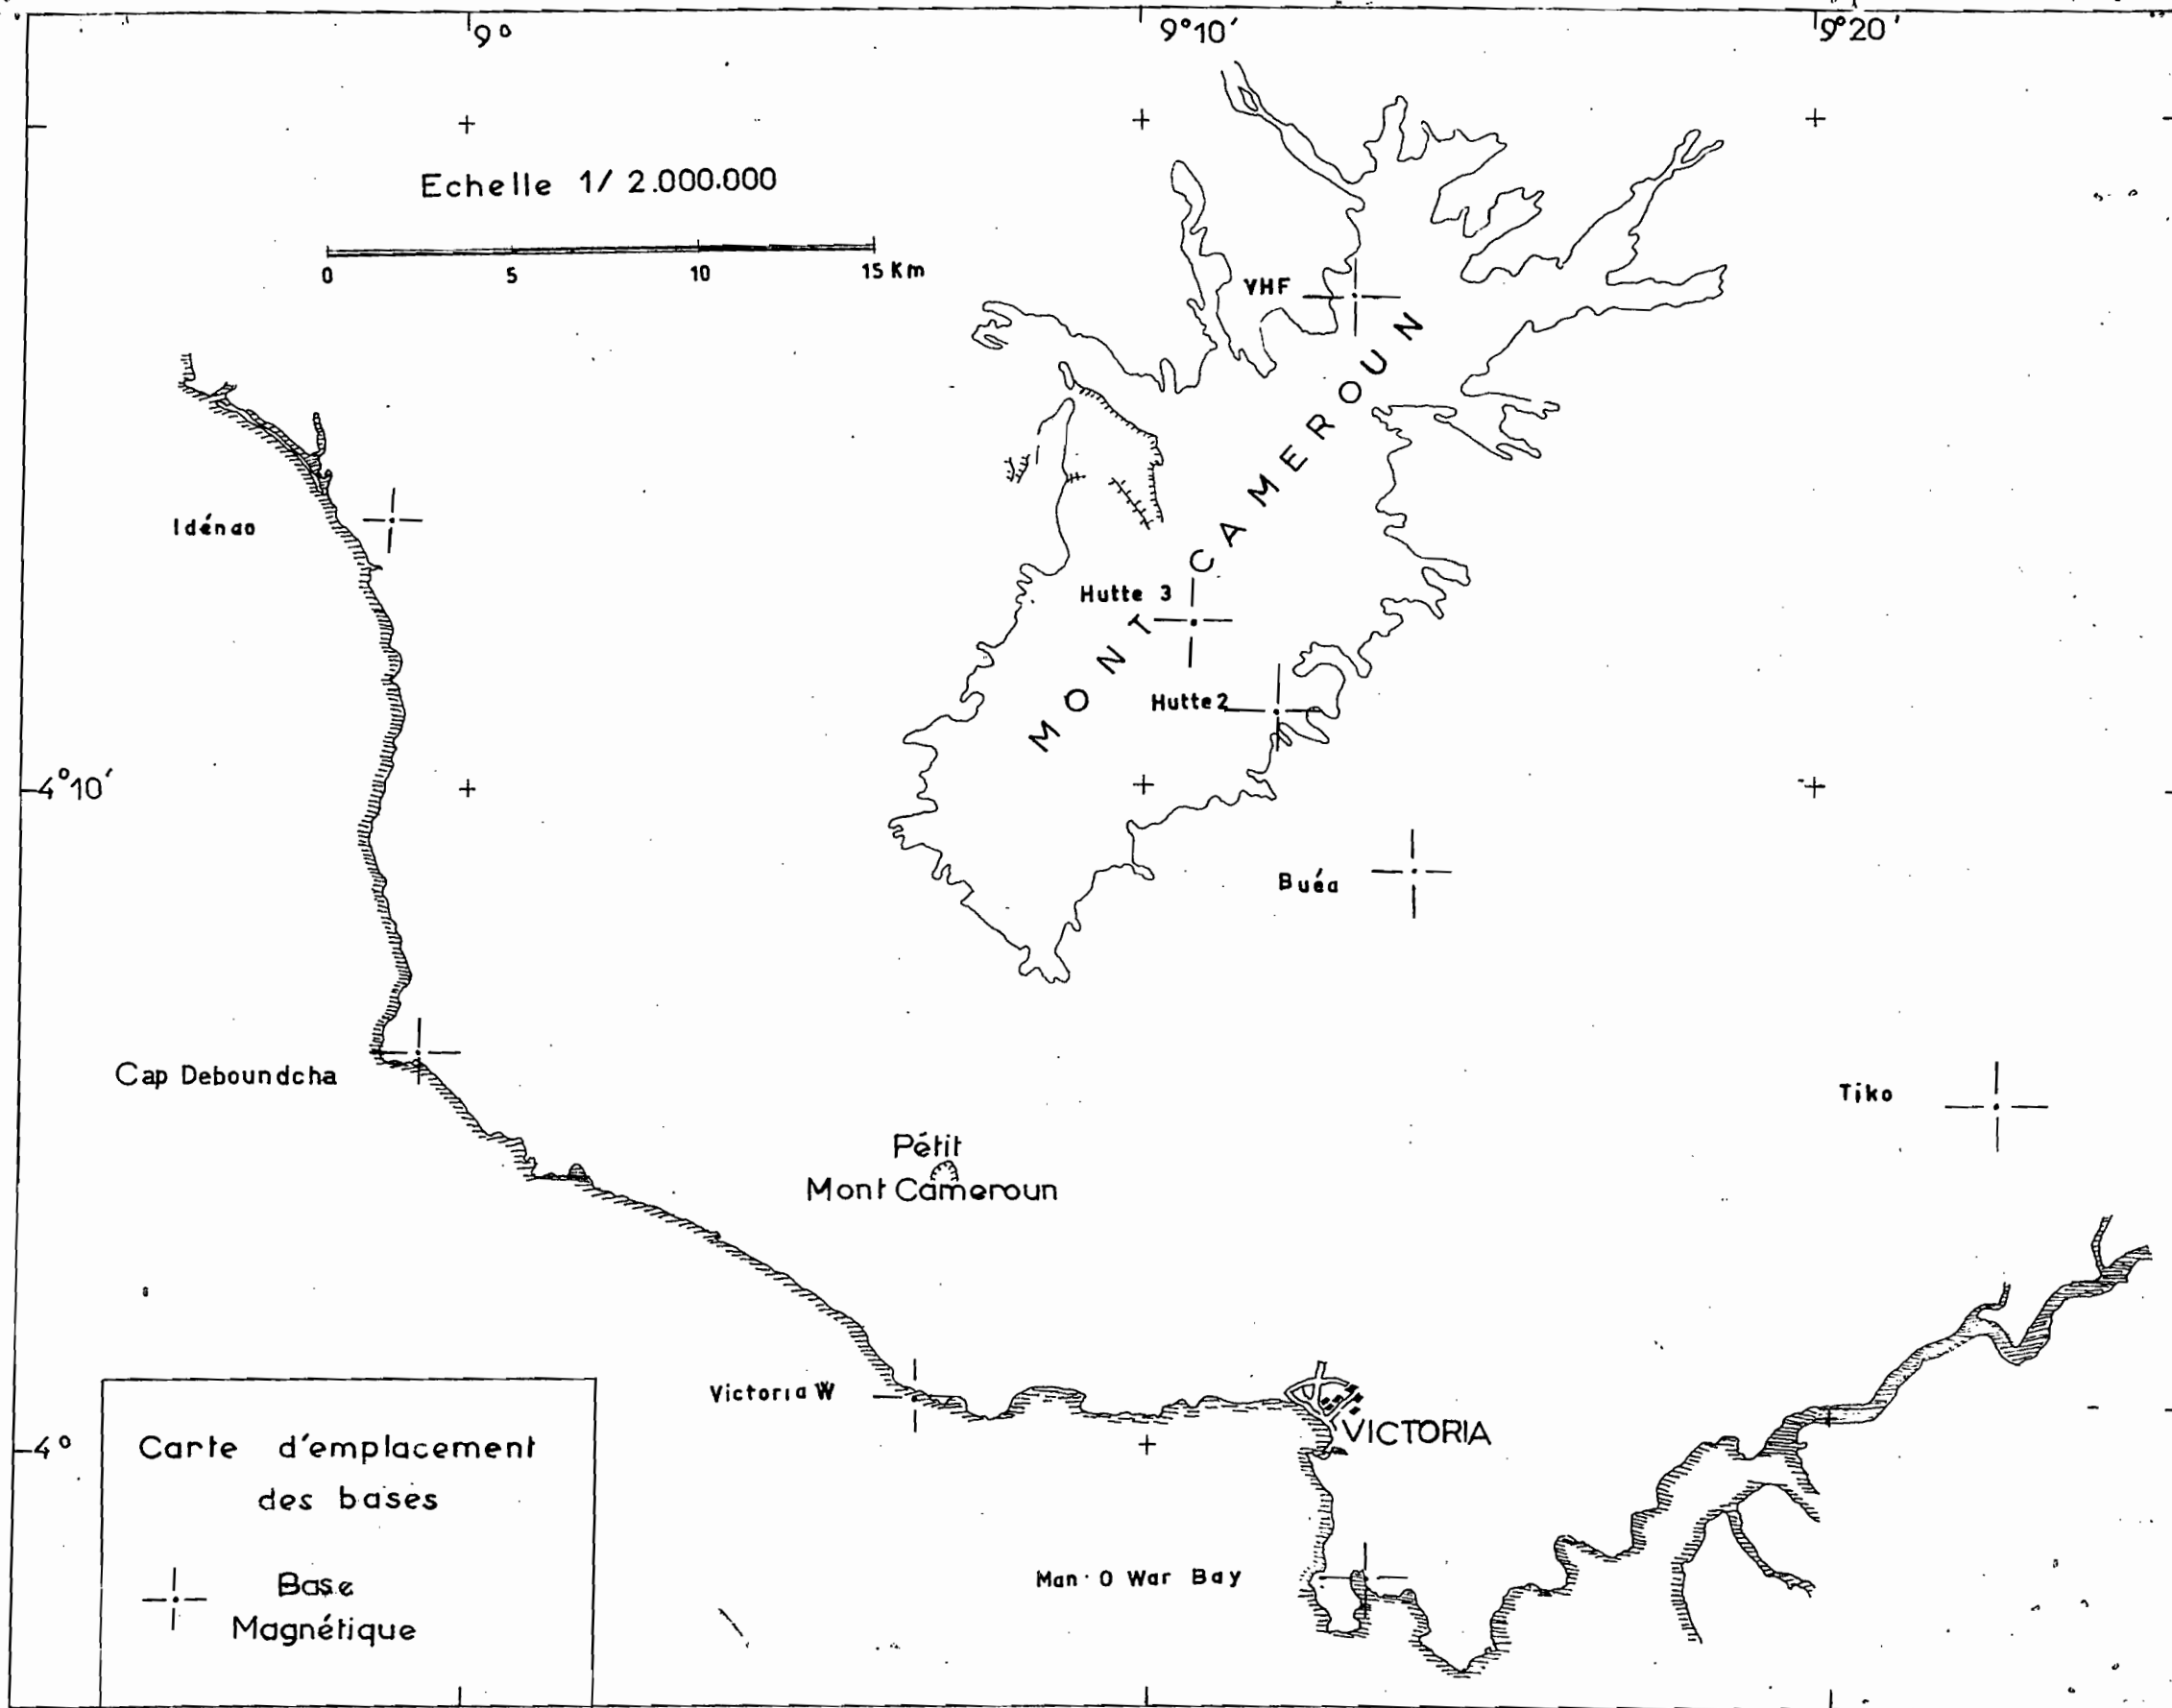 9° 9°10′ 9°20′
Echelle 1/ 2.000.000
0 5 10 15 Km
VHF
MONT CAMEROUN
Idénao
Hutte 3
Hutte 2
4°10′
Buéa
Cap Deboundcha
Tiko
Pétit
Mont Cameroun
Victoria W
VICTORIA
4°
Carte d'emplacement
des bases
Man·O War Bay
Base
Magnétique